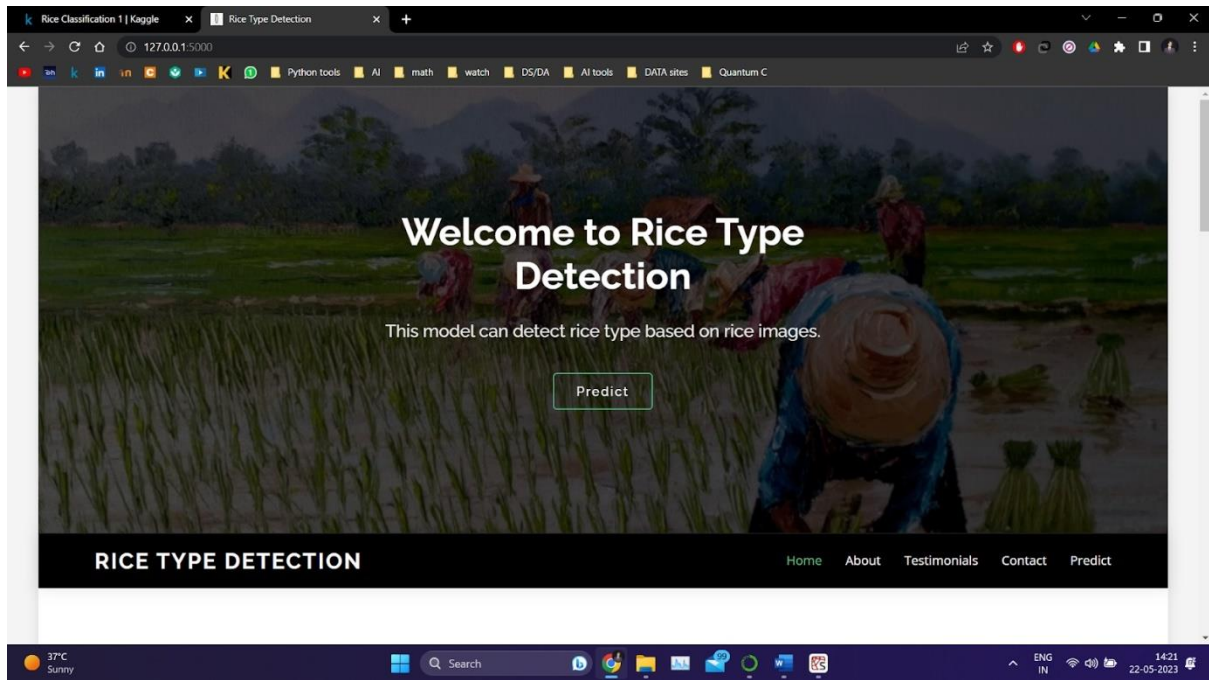 Rice Classification 1 | Kaggle
Rice Type Detection
127.0.0.1:5000
Python tools
AI
math
watch
DS/DA
AI tools
DATA sites
Quantum C
Welcome to Rice Type
Detection
This model can detect rice type based on rice images.
Predict
RICE TYPE DETECTION
Home
About
Testimonials
Contact
Predict
37°C
Sunny
Search
99
ENG
IN
14:21
22-05-2023